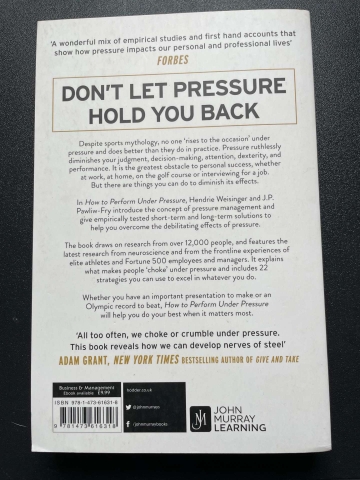 'A wonderful mix of empirical studies and first hand accounts that
show how pressure impacts our personal and professional lives'
FORBES
DON'T LET PRESSURE
HOLD YOU BACK
Despite sports mythology, no one 'rises to the occasion' under
pressure and does better than they do in practice. Pressure ruthlessly
diminishes your judgment, decision-making, attention, dexterity, and
performance. It is the greatest obstacle to personal success, whether
at work, at home, on the golf course or interviewing for a job.
But there are things you can do to diminish its effects.
In How to Perform Under Pressure, Hendrie Weisinger and J.P.
Pawliw-Fry introduce the concept of pressure management and
give empirically tested short-term and long-term solutions to
help you overcome the debilitating effects of pressure.
The book draws on research from over 12,000 people, and features the
latest research from neuroscience and from the frontline experiences of
elite athletes and Fortune 500 employees and managers. It explains
what makes people 'choke' under pressure and includes 22
strategies you can use to excel in whatever you do.
Whether you have an important presentation to make or an
Olympic record to beat, How to Perform Under Pressure
will help you do your best when it matters most.
'All too often, we choke or crumble under pressure.
This book reveals how we can develop nerves of steel'
ADAM GRANT, NEW YORK TIMES BESTSELLING AUTHOR OF GIVE AND TAKE
Business & Management
Ebook available £9.99
ISBN 978-1-473-61631-8
9 781473 616318
hodder.co.uk
@johnmurrays
/johnmurraybooks
JM
JOHN
MURRAY
LEARNING